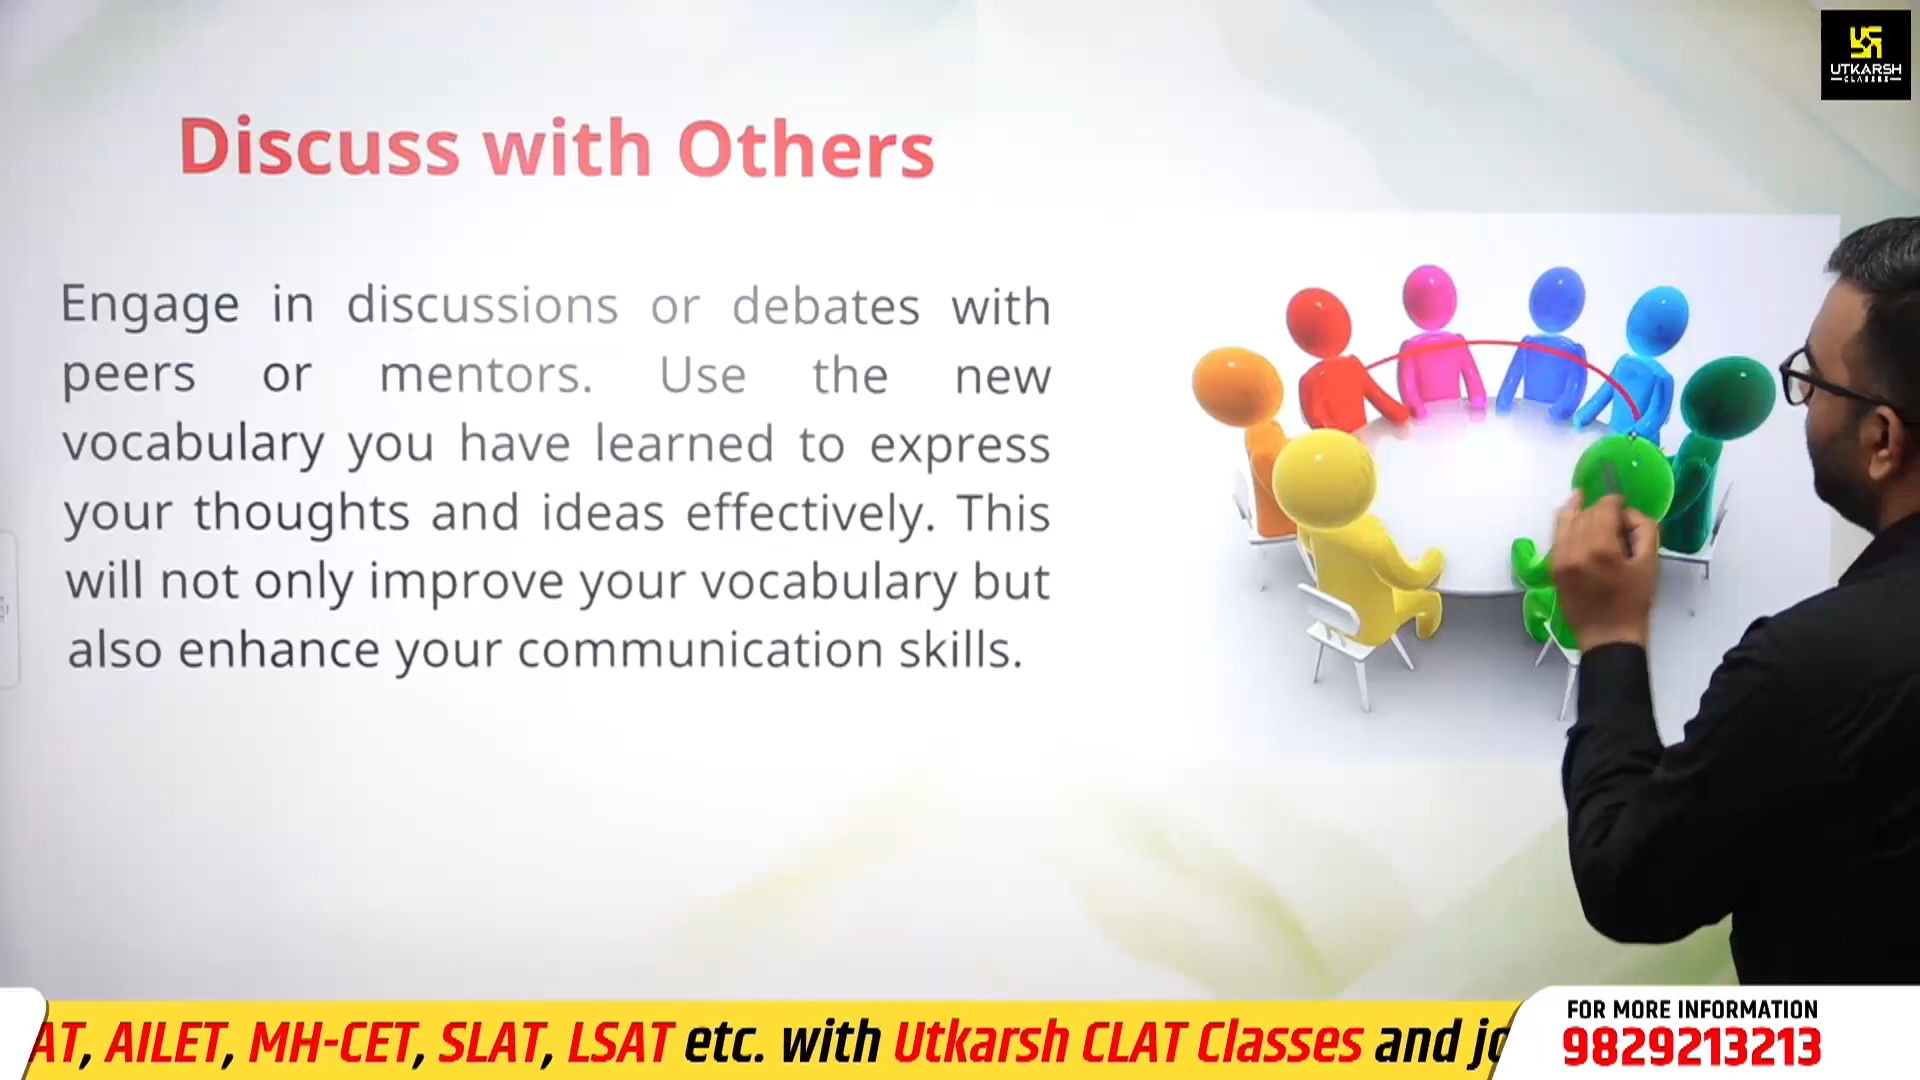 UTKARSH
CLASSES
Discuss with Others
Engage in discussions or debates with
peers or mentors. Use the new
vocabulary you have learned to express
your thoughts and ideas effectively. This
will not only improve your vocabulary but
also enhance your communication skills.
AT, AILET, MH-CET, SLAT, LSAT etc. with Utkarsh CLAT Classes and jo
FOR MORE INFORMATION
9829213213